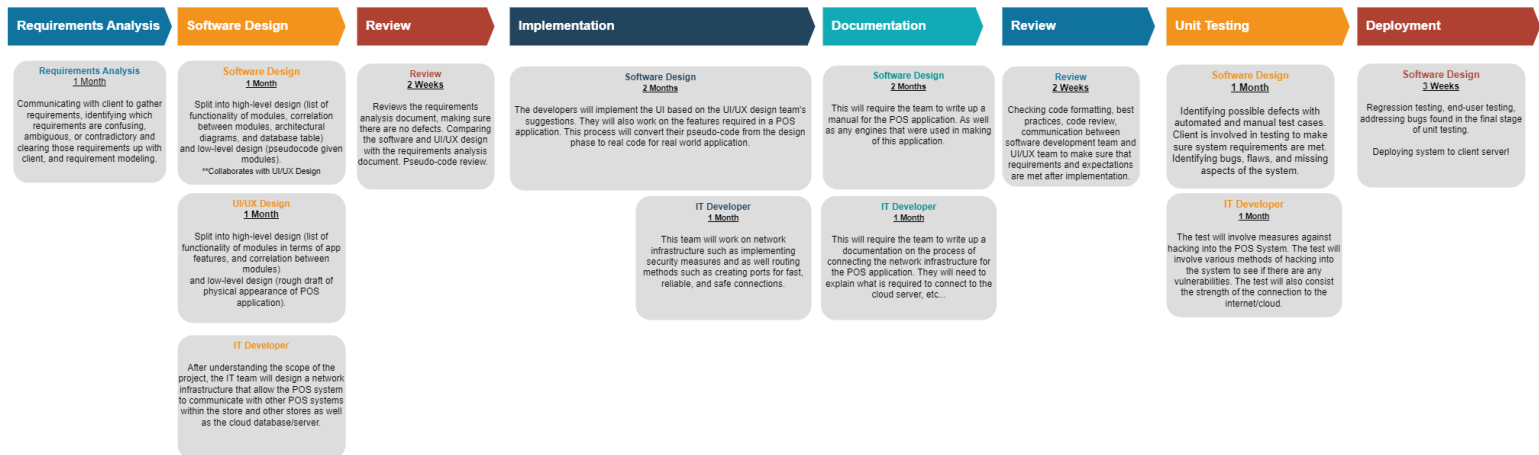 Requirements Analysis
Software Design
Review
Implementation
Documentation
Review
Unit Testing
Deployment
Requirements Analysis
1 Month
Communicating with client to gather
requirements, identifying which
requirements are confusing,
ambiguous, or contradictory and
clearing those requirements up with
client, and requirement modeling.
Software Design
1 Month
Split into high-level design (list of
functionality of modules, correlation
between modules, architectural
diagrams, and database table)
and low-level design (pseudocode given
modules).
**Collaborates with UI/UX Design
UI/UX Design
1 Month
Split into high-level design (list of
functionality of modules in terms of app
features, and correlation between
modules)
and low-level design (rough draft of
physical appearance of POS
application).
IT Developer
After understanding the scope of the
project, the IT team will design a network
infrastructure that allow the POS system
to communicate with other POS systems
within the store and other stores as well
as the cloud database/server.
Review
2 Weeks
Reviews the requirements
analysis document, making sure
there are no defects. Comparing
the software and UI/UX design
with the requirements analysis
document. Pseudo-code review.
Software Design
2 Months
The developers will implement the UI based on the UI/UX design team's
suggestions. They will also work on the features required in a POS
application. This process will convert their pseudo-code from the design
phase to real code for real world application.
IT Developer
1 Month
This team will work on network
infrastructure such as implementing
security measures and as well routing
methods such as creating ports for fast,
reliable, and safe connections.
Software Design
2 Months
This will require the team to write up a
manual for the POS application. As well
as any engines that were used in making
of this application.
IT Developer
1 Month
This will require the team to write up a
documentation on the process of
connecting the network infrastructure for
the POS application. They will need to
explain what is required to connect to the
cloud server, etc...
Review
2 Weeks
Checking code formatting, best
practices, code review,
communication between
software development team and
UI/UX team to make sure that
requirements and expectations
are met after implementation.
Software Design
1 Month
Identifying possible defects with
automated and manual test cases.
Client is involved in testing to make
sure system requirements are met.
Identifying bugs, flaws, and missing
aspects of the system.
IT Developer
1 Month
The test will involve measures against
hacking into the POS System. The test will
involve various methods of hacking into
the system to see if there are any
vulnerabilities. The test will also consist
the strength of the connection to the
internet/cloud.
Software Design
3 Weeks
Regression testing, end-user testing,
addressing bugs found in the final stage
of unit testing.
Deploying system to client server!